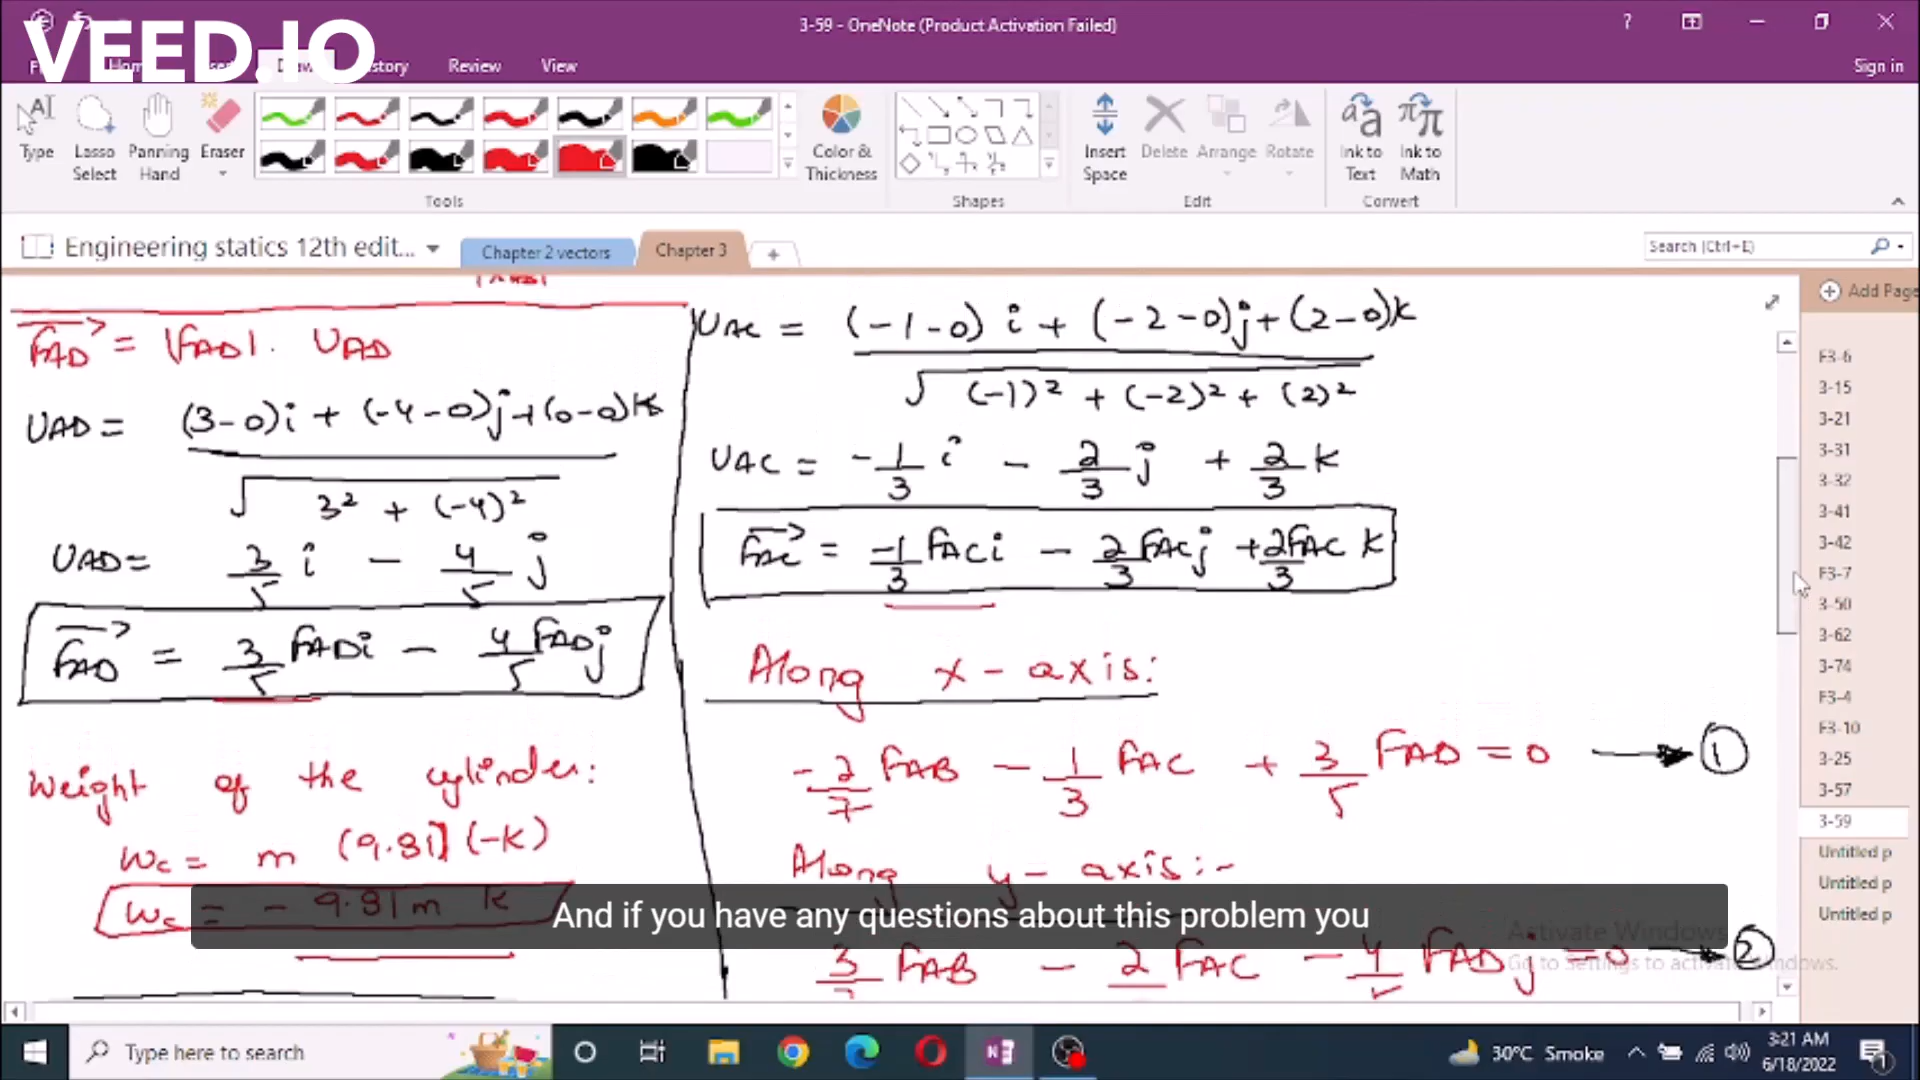 3-59 - OneNote (Product Activation Failed)
VEED.IO
Review
View
Sign in
Type
Lasso Select
Panning Hand
Eraser
Color & Thickness
Insert Space
Delete
Arrange
Rotate
Ink to Text
Ink to Math
Tools
Shapes
Edit
Convert
Engineering statics 12th edit...
Chapter 2 vectors
Chapter 3
Search (Ctrl+E)
Add Page
FAD = |FAD|. UAD
UAD = (3-0)i + (-4-0)j+(0-0)k
√ 3² + (-4)²
UAD= 3/5 i - 4/5 j
FAD = 3/5 FADi - 4/5 FADj
Weight of the cylinder:
Wc = m (9.81)(-k)
Wc = - 9.81m k
UAC = (-1-0) i + (-2-0)j+(2-0)k
√ (-1)² + (-2)² + (2)²
UAC = -1/3 i - 2/3 j + 2/3 k
FAC = -1/3 FACi - 2/3 FACj + 2/3 FAC k
Along x-axis:
-2/7 FAB - 1/3 FAC + 3/5 FAD = 0 → 1
Along y-axis:-
3 FAB - 2 FAC - 4 FADj = 0 → 2
And if you have any questions about this problem you
Activate Windows
Go to Settings to activate Windows.
F3-6
3-15
3-21
3-31
3-32
3-41
3-42
F3-7
3-50
3-62
3-74
F3-4
F3-10
3-25
3-57
3-59
Untitled p
Untitled p
Untitled p
Type here to search
30°C Smoke
3:21 AM
6/18/2022
1